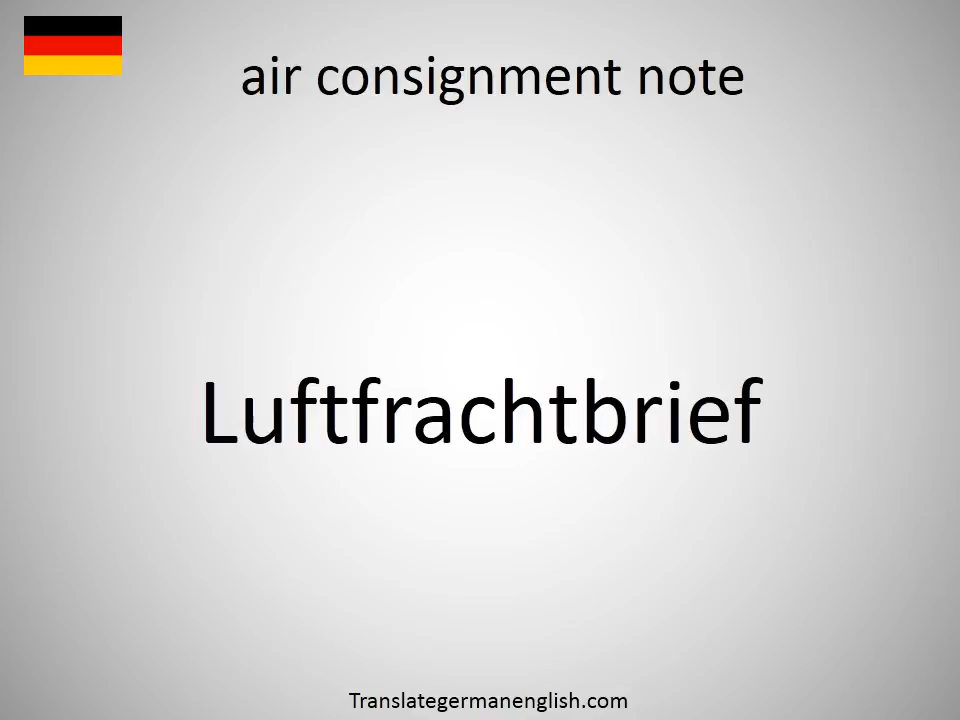 air consignment note
Luftfrachtbrief
Translategermanenglish.com